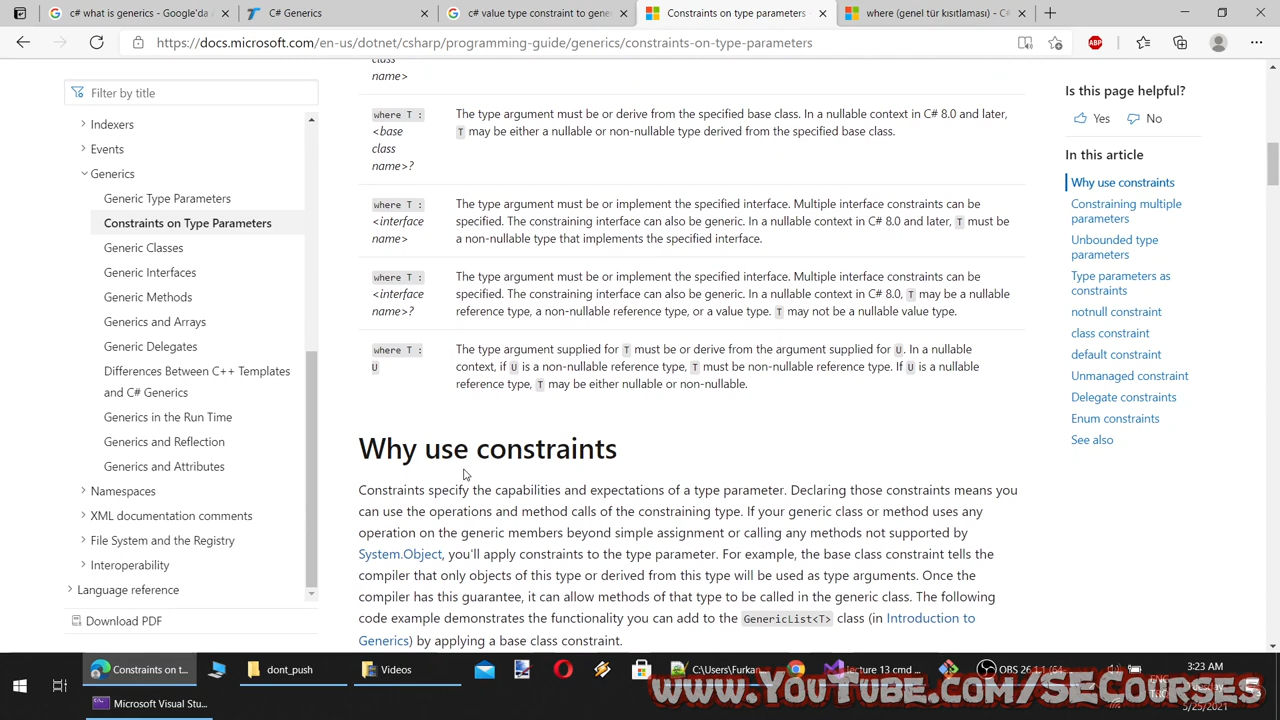 c# what is generics - Google'da A
C# Generics
c# value type constraint to gener
Constraints on type parameters
where (genel tür kısıtlaması) - C#
https://docs.microsoft.com/en-us/dotnet/csharp/programming-guide/generics/constraints-on-type-parameters
ABP
Filter by title
Indexers
Events
Generics
Generic Type Parameters
Constraints on Type Parameters
Generic Classes
Generic Interfaces
Generic Methods
Generics and Arrays
Generic Delegates
Differences Between C++ Templates
and C# Generics
Generics in the Run Time
Generics and Reflection
Generics and Attributes
Namespaces
XML documentation comments
File System and the Registry
Interoperability
Language reference
Download PDF
class
name>
where T :
<base
class
name>?
The type argument must be or derive from the specified base class. In a nullable context in C# 8.0 and later,
T may be either a nullable or non-nullable type derived from the specified base class.
where T :
<interface
name>
The type argument must be or implement the specified interface. Multiple interface constraints can be
specified. The constraining interface can also be generic. In a nullable context in C# 8.0 and later, T must be
a non-nullable type that implements the specified interface.
where T :
<interface
name>?
The type argument must be or implement the specified interface. Multiple interface constraints can be
specified. The constraining interface can also be generic. In a nullable context in C# 8.0, T may be a nullable
reference type, a non-nullable reference type, or a value type. T may not be a nullable value type.
where T :
U
The type argument supplied for T must be or derive from the argument supplied for U. In a nullable
context, if U is a non-nullable reference type, T must be non-nullable reference type. If U is a nullable
reference type, T may be either nullable or non-nullable.
Why use constraints
Constraints specify the capabilities and expectations of a type parameter. Declaring those constraints means you
can use the operations and method calls of the constraining type. If your generic class or method uses any
operation on the generic members beyond simple assignment or calling any methods not supported by
System.Object, you'll apply constraints to the type parameter. For example, the base class constraint tells the
compiler that only objects of this type or derived from this type will be used as type arguments. Once the
compiler has this guarantee, it can allow methods of that type to be called in the generic class. The following
code example demonstrates the functionality you can add to the GenericList<T> class (in Introduction to
Generics) by applying a base class constraint.
Is this page helpful?
Yes
No
In this article
Why use constraints
Constraining multiple
parameters
Unbounded type
parameters
Type parameters as
constraints
notnull constraint
class constraint
default constraint
Unmanaged constraint
Delegate constraints
Enum constraints
See also
Constraints on t...
dont_push
Videos
C:\Users\Furkan...
lecture 13 cmd ...
OBS 26.1.1 (64 ...
ENG
3:23 AM
5/25/2021
5
Microsoft Visual Stu...
www.YouTube.com/SECourses